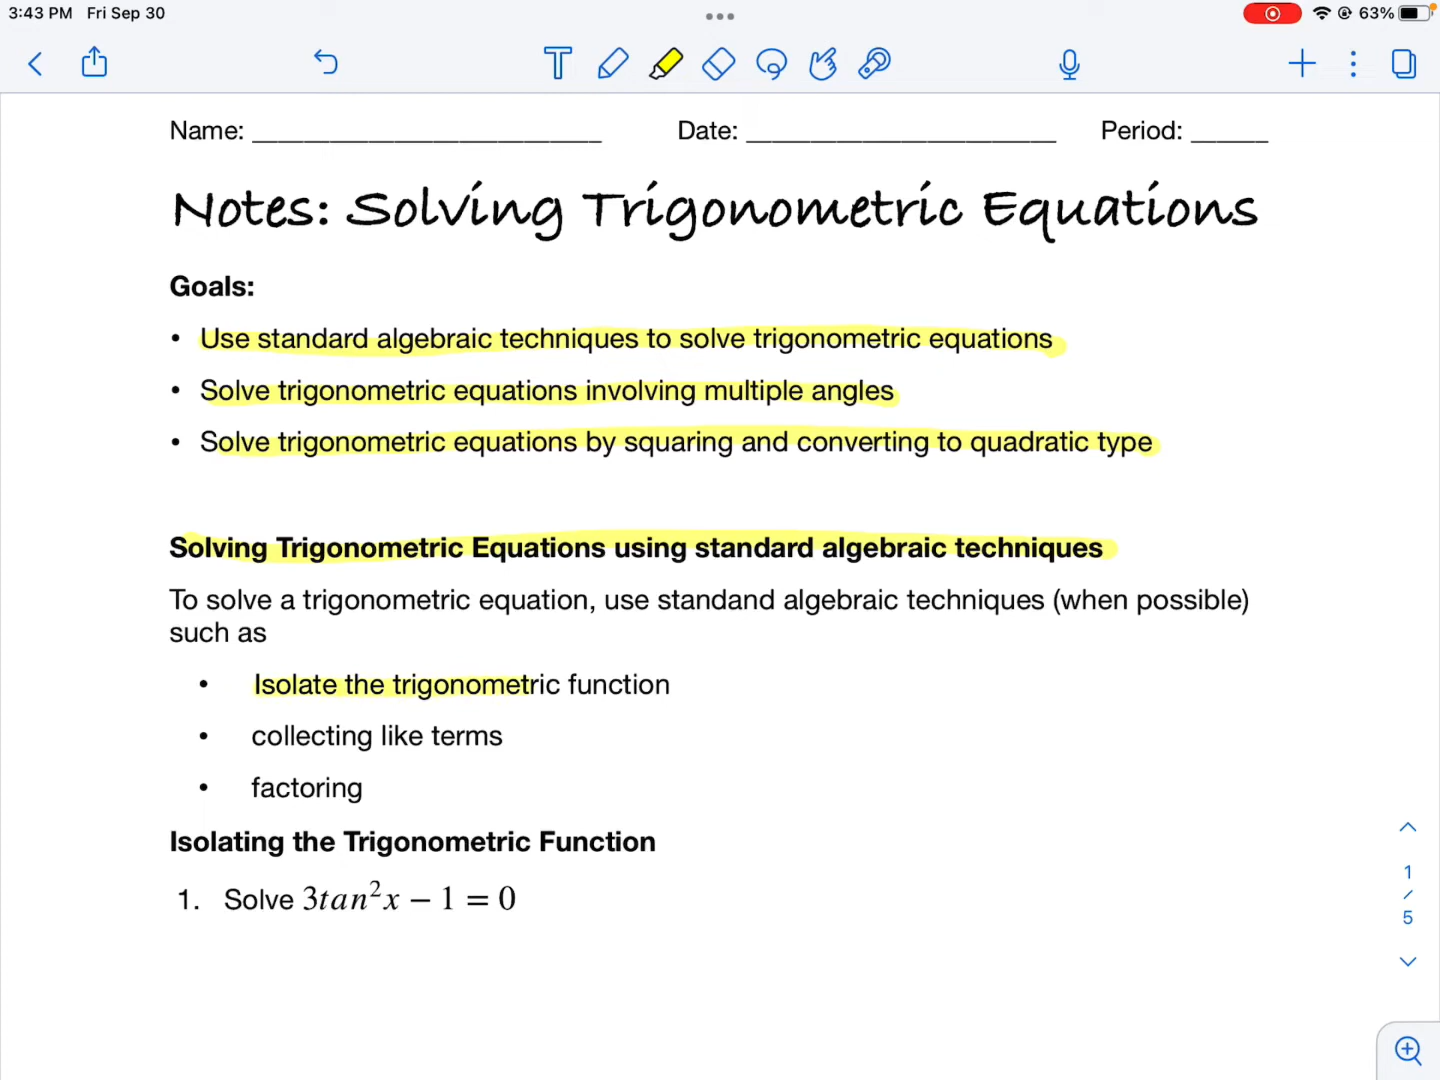 3:43 PM Fri Sep 30 63%
Name: ________________________ Date: ______________________ Period: _____
Notes: Solving Trigonometric Equations
Goals:
• Use standard algebraic techniques to solve trigonometric equations
• Solve trigonometric equations involving multiple angles
• Solve trigonometric equations by squaring and converting to quadratic type
Solving Trigonometric Equations using standard algebraic techniques
To solve a trigonometric equation, use standand algebraic techniques (when possible)
such as
• Isolate the trigonometric function
• collecting like terms
• factoring
Isolating the Trigonometric Function
1. Solve 3tan²x − 1 = 0
1
/
5